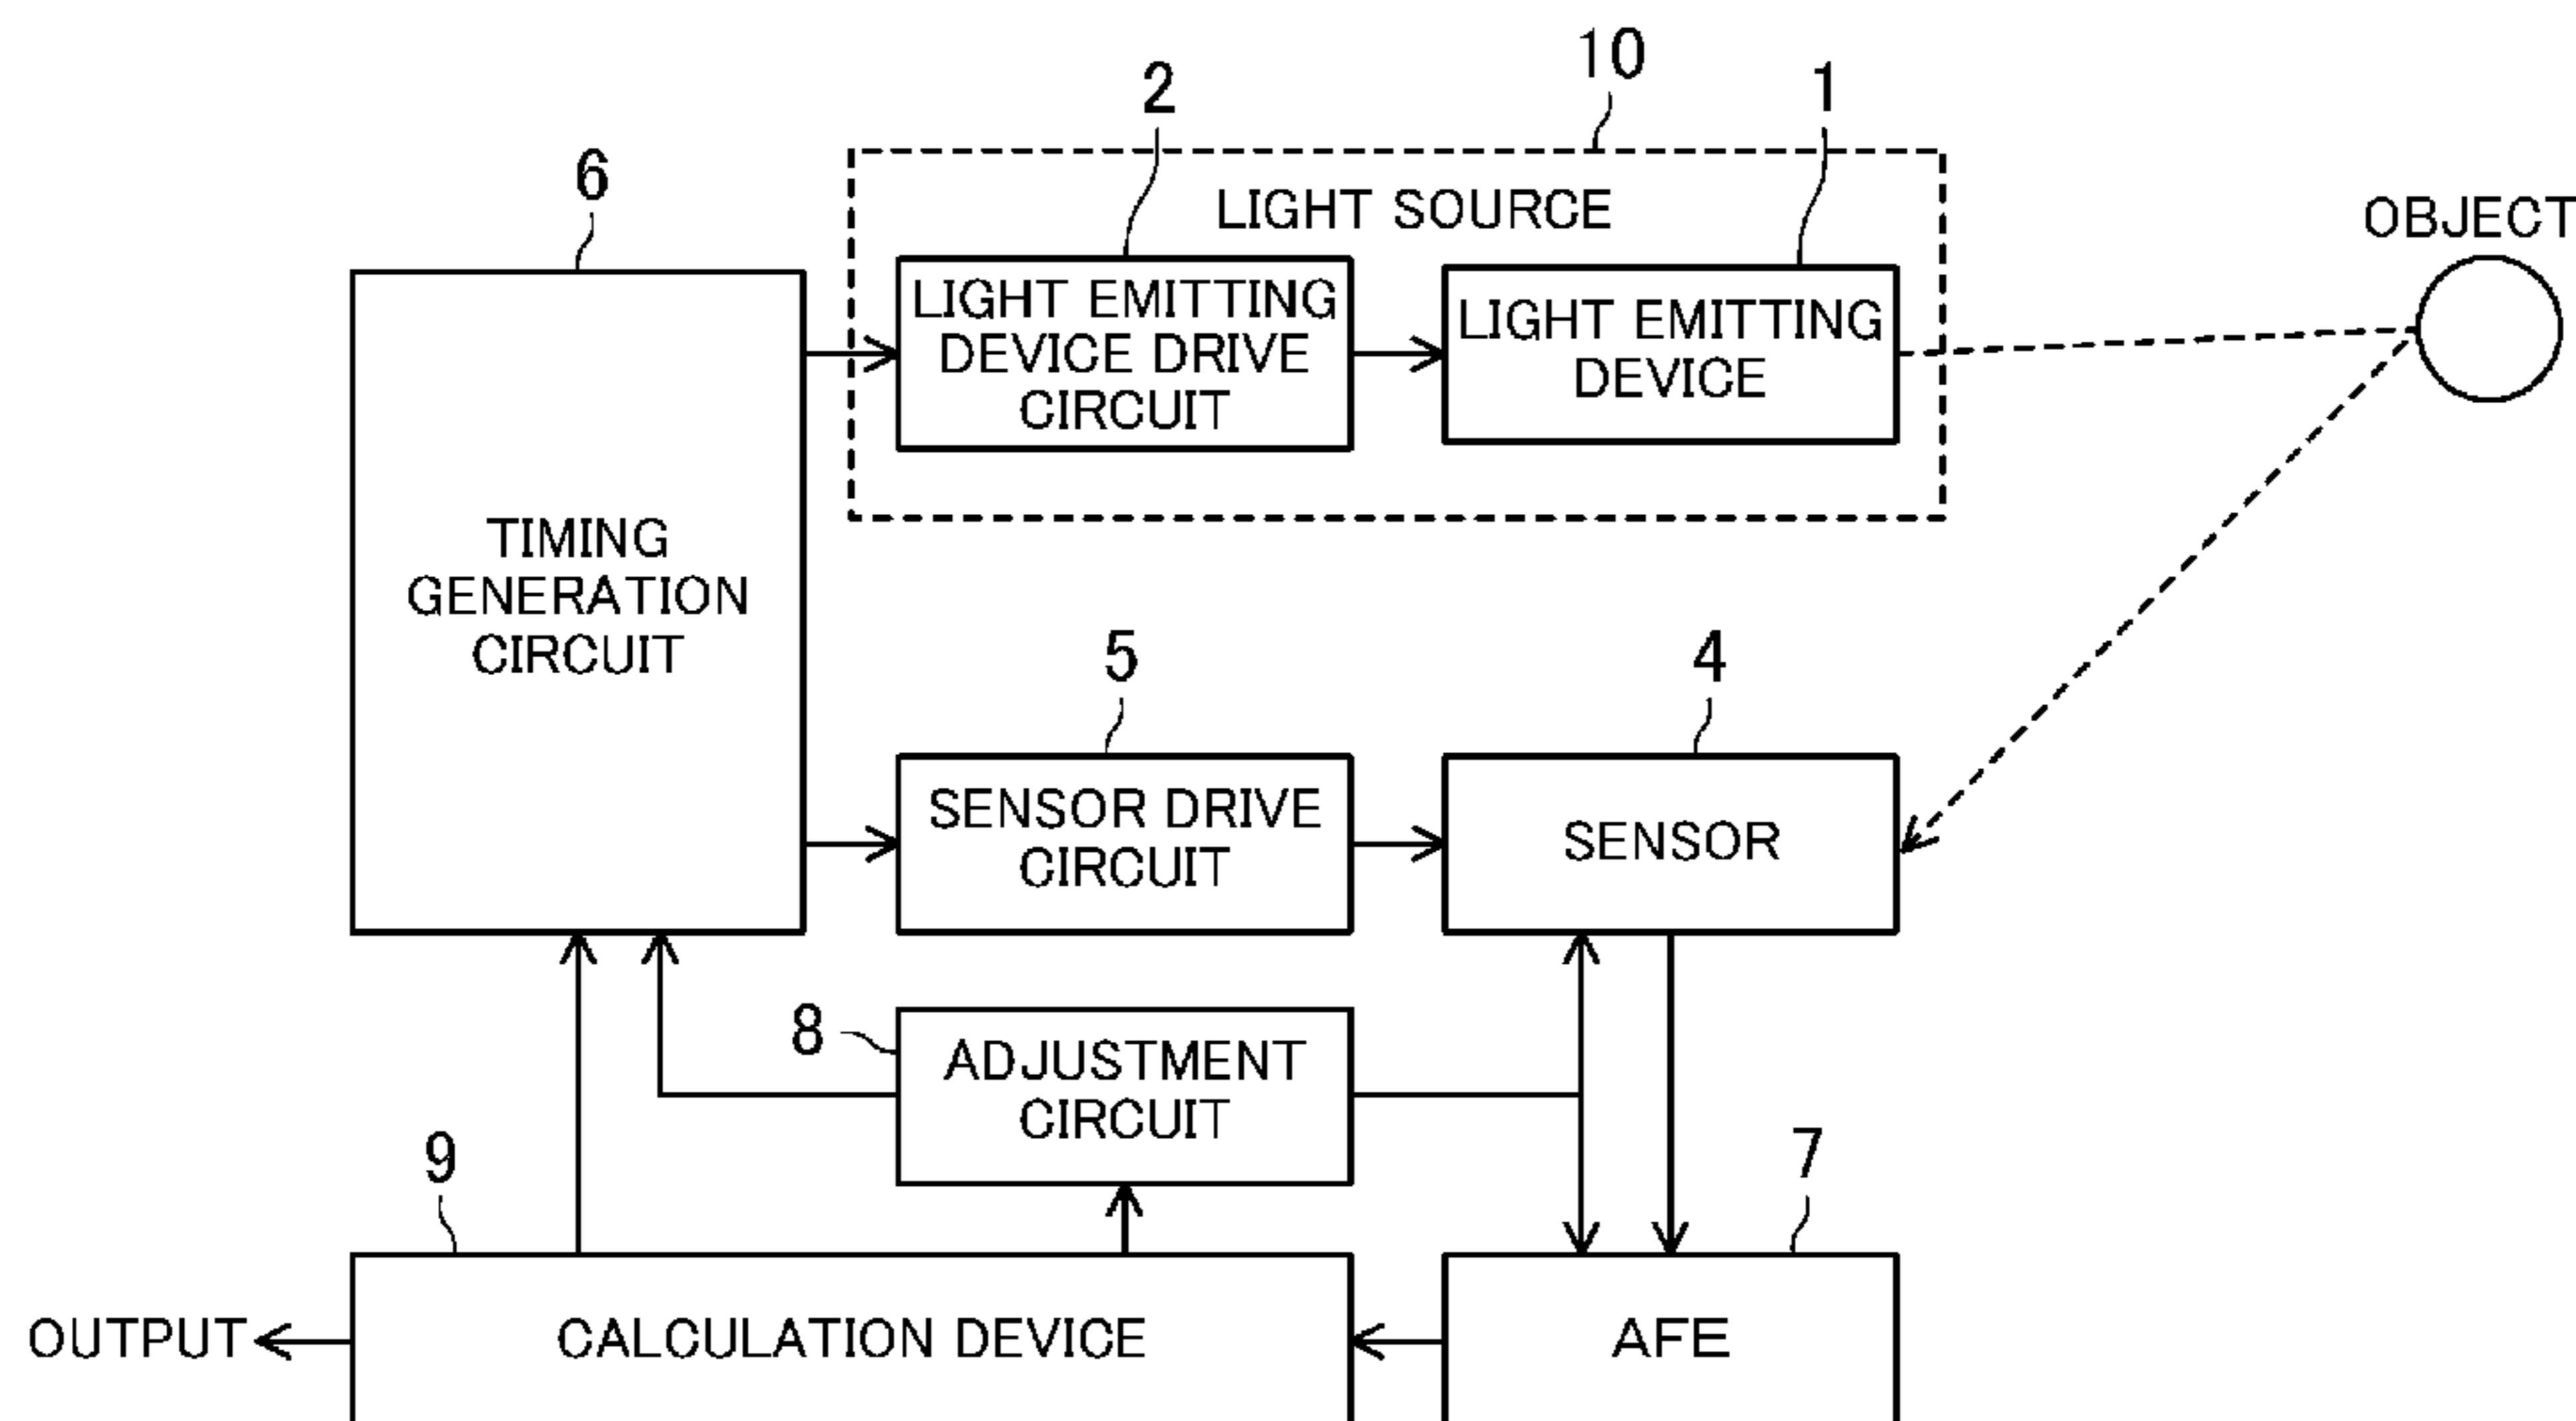 10
2
1
6
LIGHT SOURCE
OBJECT
LIGHT EMITTING
DEVICE DRIVE
CIRCUIT
LIGHT EMITTING
DEVICE
TIMING
GENERATION
CIRCUIT
5
4
SENSOR DRIVE
CIRCUIT
SENSOR
8
ADJUSTMENT
CIRCUIT
9
7
OUTPUT
CALCULATION DEVICE
AFE